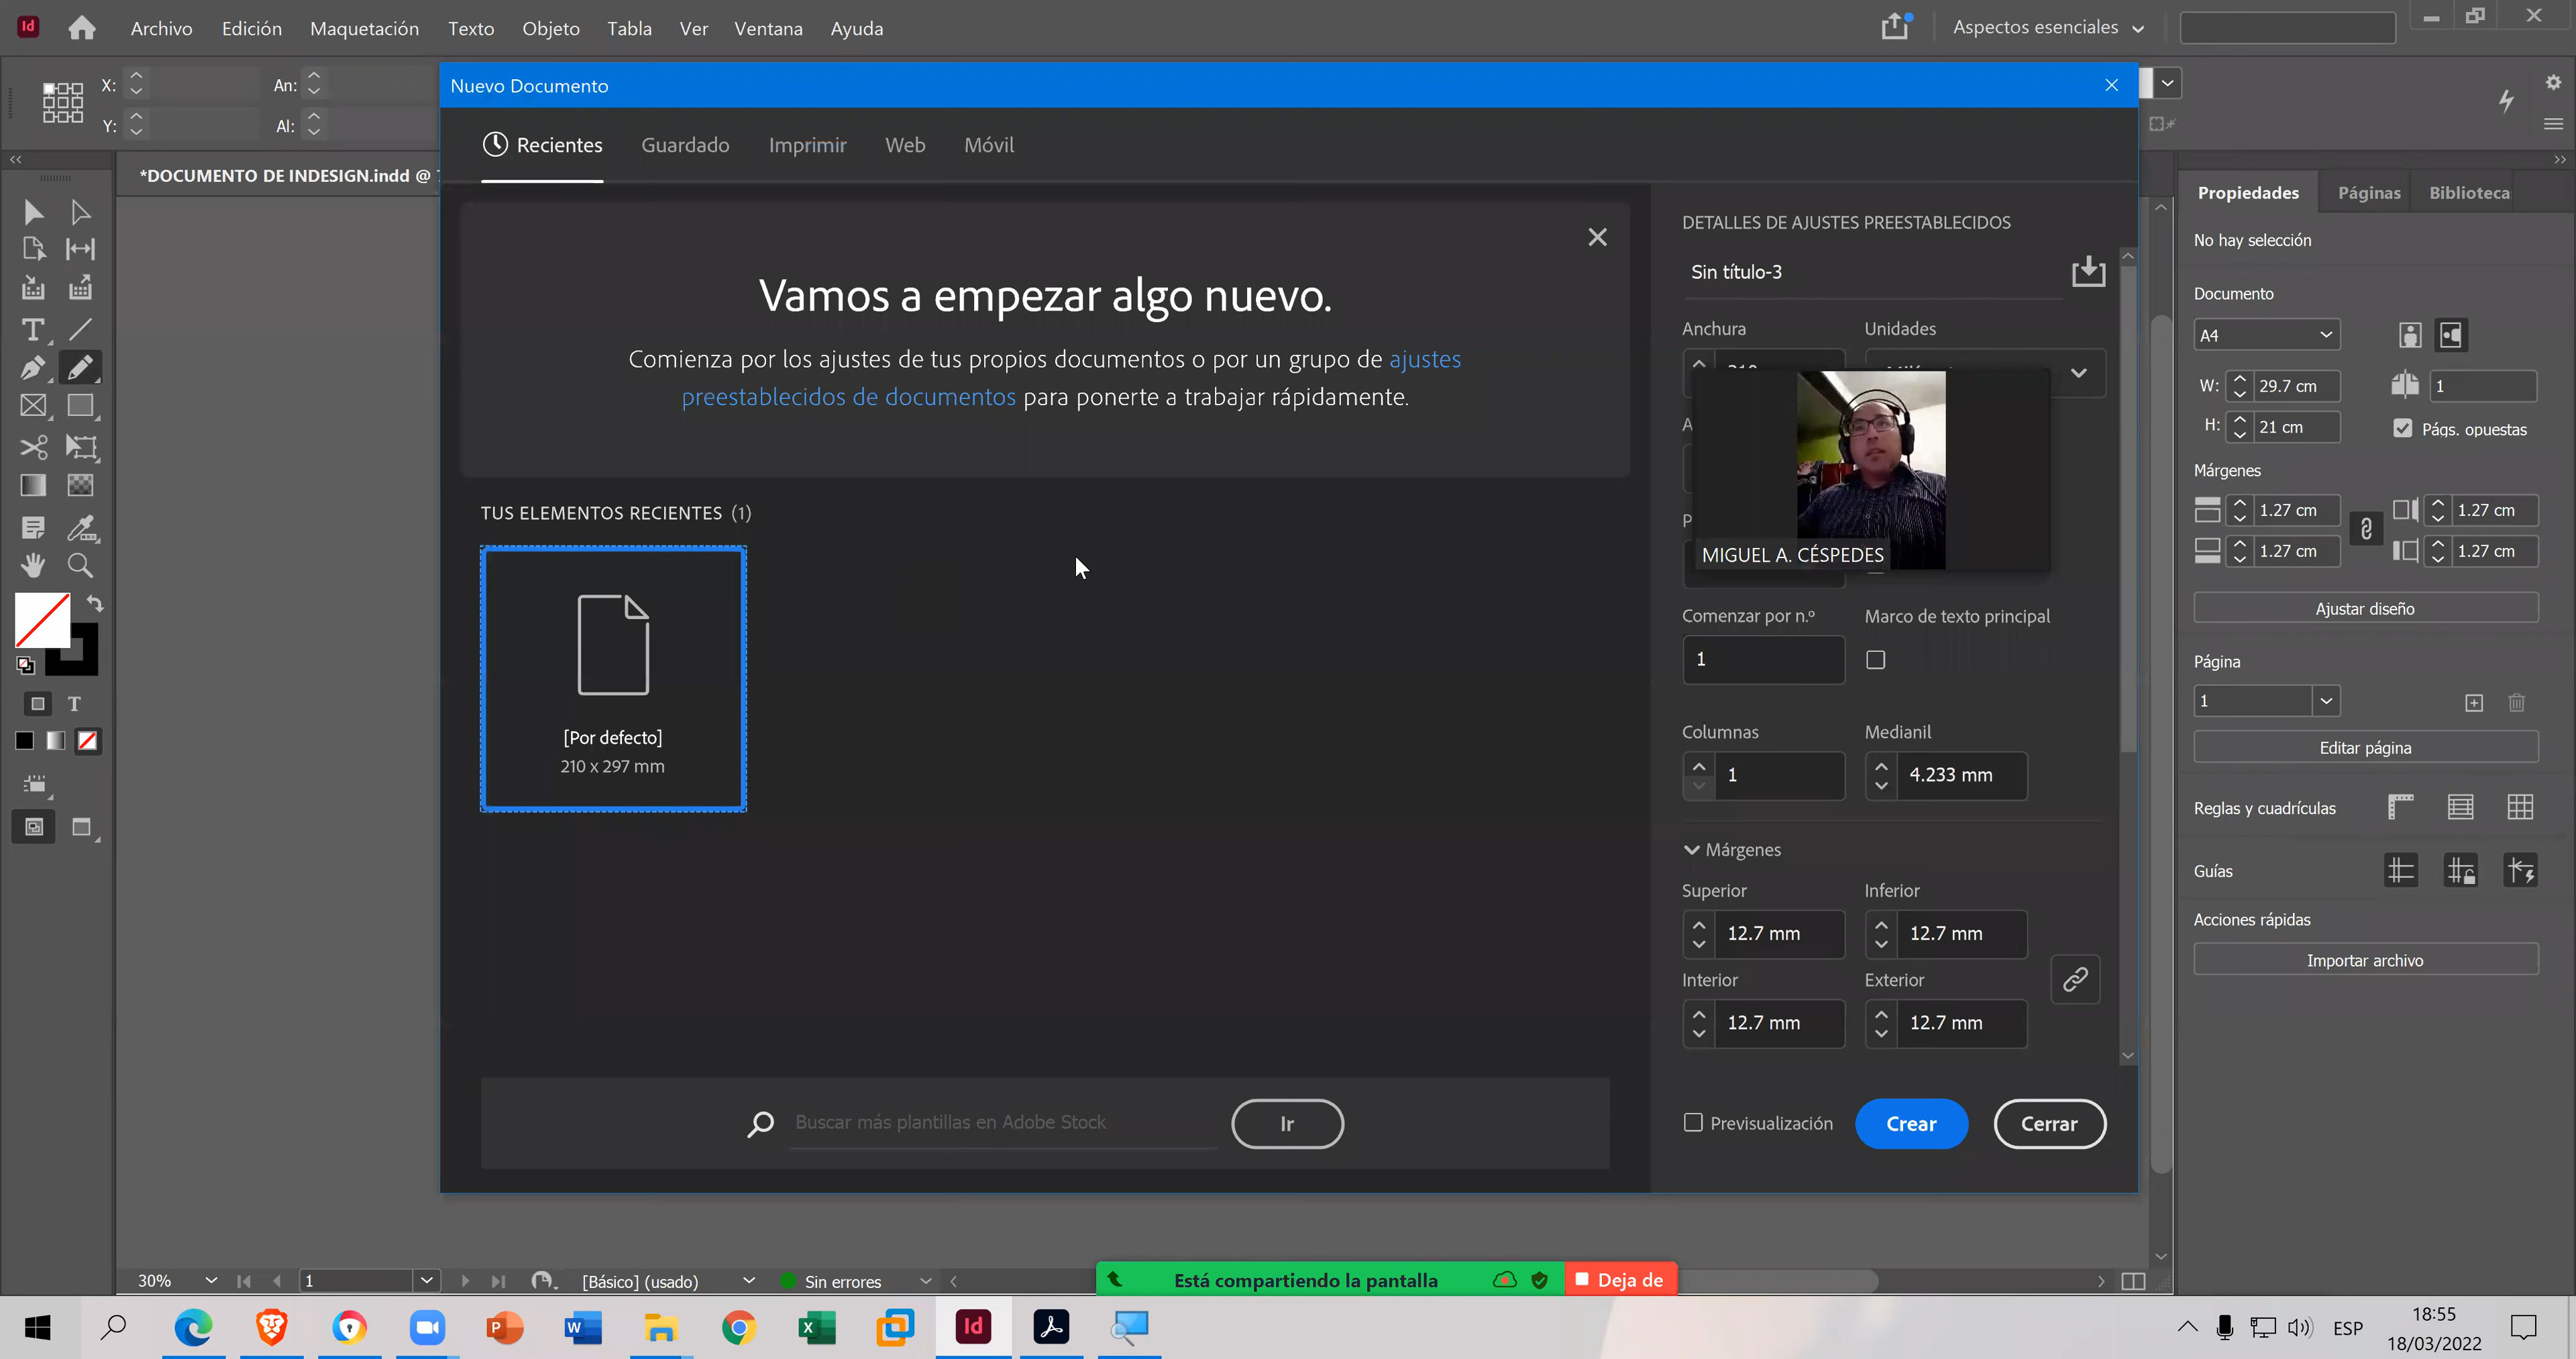 Id
Archivo Edición Maquetación Texto Objeto Tabla Ver Ventana Ayuda
Aspectos esenciales
X:
An:
Y:
Al:
*DOCUMENTO DE INDESIGN.indd @
Nuevo Documento
Recientes Guardado Imprimir Web Móvil
Vamos a empezar algo nuevo.
Comienza por los ajustes de tus propios documentos o por un grupo de ajustes
preestablecidos de documentos para ponerte a trabajar rápidamente.
TUS ELEMENTOS RECIENTES (1)
[Por defecto]
210 x 297 mm
Buscar más plantillas en Adobe Stock
Ir
DETALLES DE AJUSTES PREESTABLECIDOS
Sin título-3
Anchura
Unidades
MIGUEL A. CÉSPEDES
Comenzar por n.º
Marco de texto principal
1
Columnas
Medianil
1
4.233 mm
Márgenes
Superior
Inferior
12.7 mm
12.7 mm
Interior
Exterior
12.7 mm
12.7 mm
Previsualización
Crear
Cerrar
Propiedades Páginas Biblioteca
No hay selección
Documento
A4
W: 29.7 cm
1
H: 21 cm
Págs. opuestas
Márgenes
1.27 cm
1.27 cm
1.27 cm
1.27 cm
Ajustar diseño
Página
1
Editar página
Reglas y cuadrículas
Guías
Acciones rápidas
Importar archivo
30%
1
[Básico] (usado)
Sin errores
Está compartiendo la pantalla
Deja de
ESP
18:55
18/03/2022